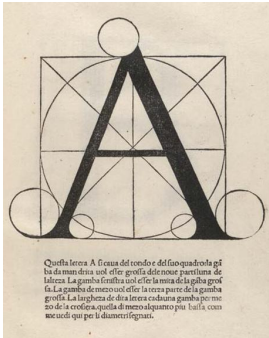 A
Questa letera A si caua del tondo e del suo quadro: la gã
ba da man drita uol esser grossa dele noue parti luna de
laltezza. La gamba senistra uol esser la mita de la gãba gros
sa. La gamba de mezo uol esser la terza parte de la gamba
grossa. La largheza de dita letera cadauna gamba per me
zo de la crosiera. quella di mezo alquanto piu bassa com
me uedi qui per li diametri segnati.